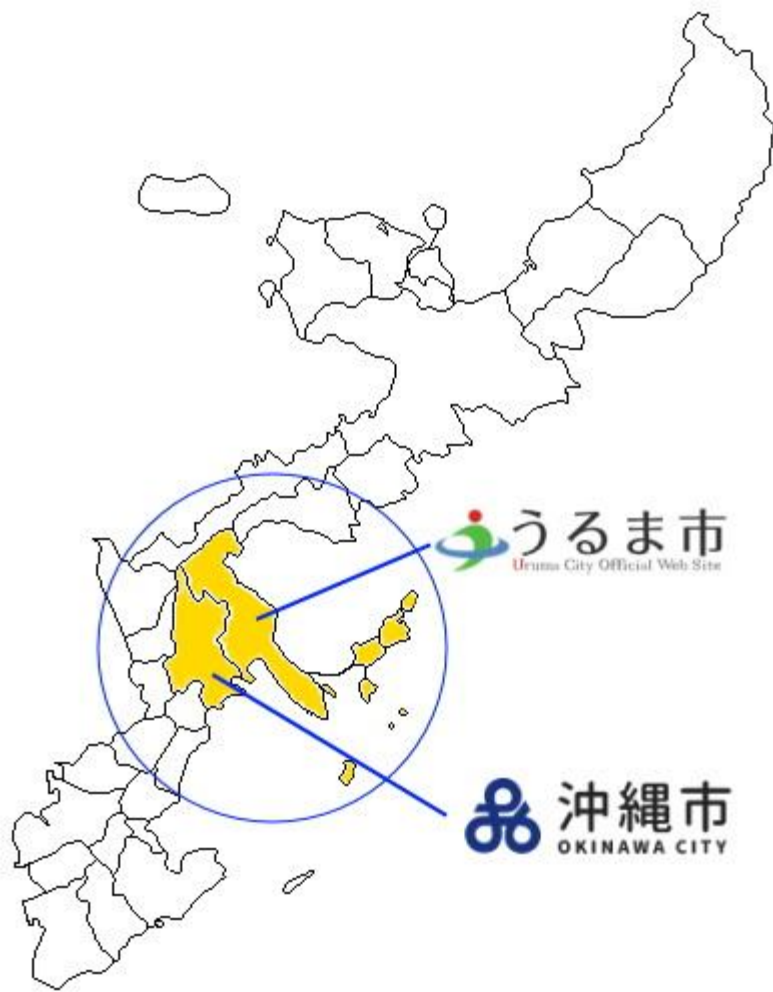 うるま市
Uruma City Official Web Site
沖縄市
OKINAWA CITY